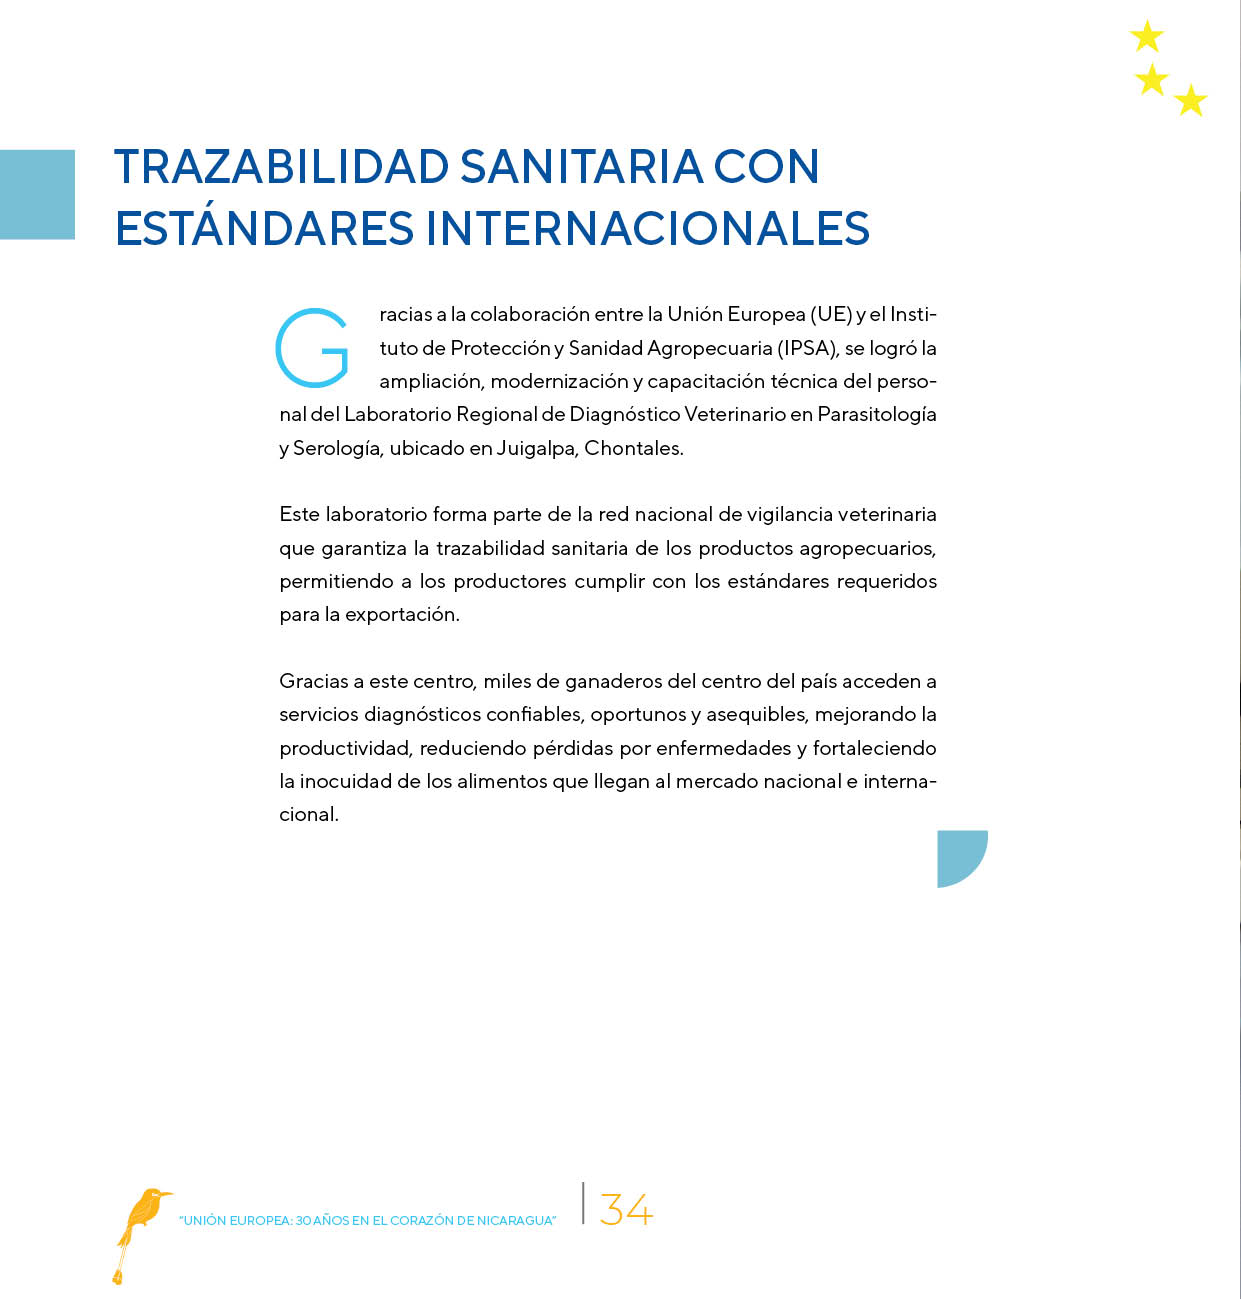 TRAZABILIDAD SANITARIA CON
ESTÁNDARES INTERNACIONALES
Gracias a la colaboración entre la Unión Europea (UE) y el Insti-
tuto de Protección y Sanidad Agropecuaria (IPSA), se logró la
ampliación, modernización y capacitación técnica del perso-
nal del Laboratorio Regional de Diagnóstico Veterinario en Parasitología
y Serología, ubicado en Juigalpa, Chontales.
Este laboratorio forma parte de la red nacional de vigilancia veterinaria
que garantiza la trazabilidad sanitaria de los productos agropecuarios,
permitiendo a los productores cumplir con los estándares requeridos
para la exportación.
Gracias a este centro, miles de ganaderos del centro del país acceden a
servicios diagnósticos confiables, oportunos y asequibles, mejorando la
productividad, reduciendo pérdidas por enfermedades y fortaleciendo
la inocuidad de los alimentos que llegan al mercado nacional e interna-
cional.
"UNIÓN EUROPEA: 30 AÑOS EN EL CORAZÓN DE NICARAGUA"
34